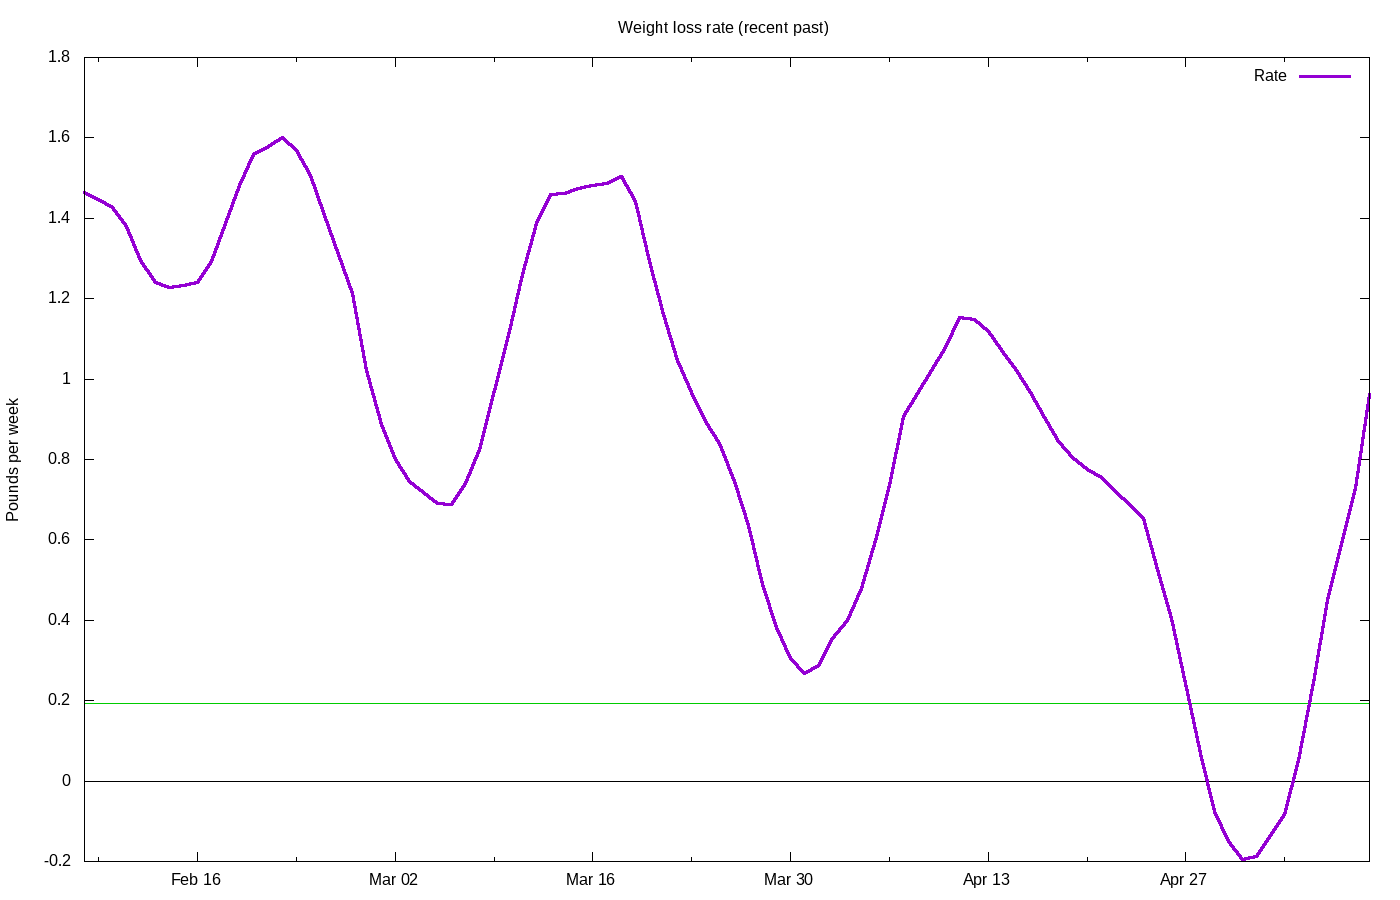 Weight loss rate (recent past)
Rate
1.8
1.6
1.4
1.2
1
0.8
0.6
0.4
0.2
0
-0.2
Pounds per week
Feb 16
Mar 02
Mar 16
Mar 30
Apr 13
Apr 27